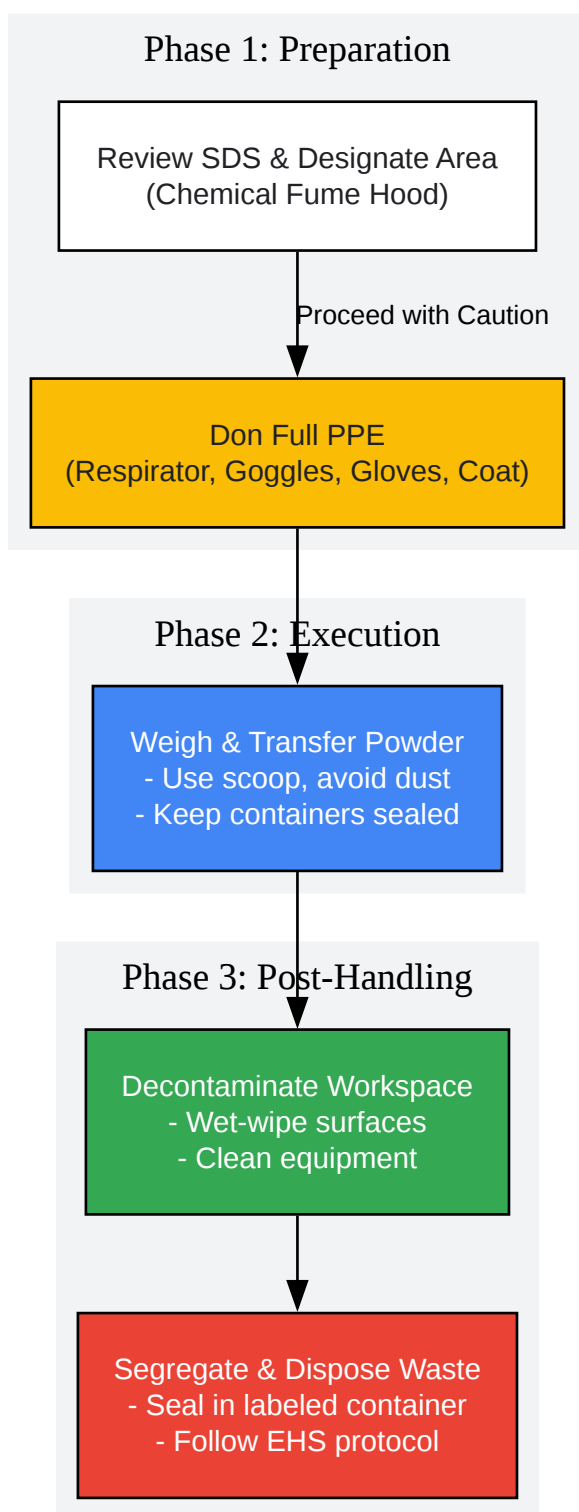 Phase 1: Preparation
Review SDS & Designate Area
(Chemical Fume Hood)
Proceed with Caution
Don Full PPE
(Respirator, Goggles, Gloves, Coat)
Phase 2: Execution
Weigh & Transfer Powder
- Use scoop, avoid dust
- Keep containers sealed
Phase 3: Post-Handling
Decontaminate Workspace
- Wet-wipe surfaces
- Clean equipment
Segregate & Dispose Waste
- Seal in labeled container
- Follow EHS protocol